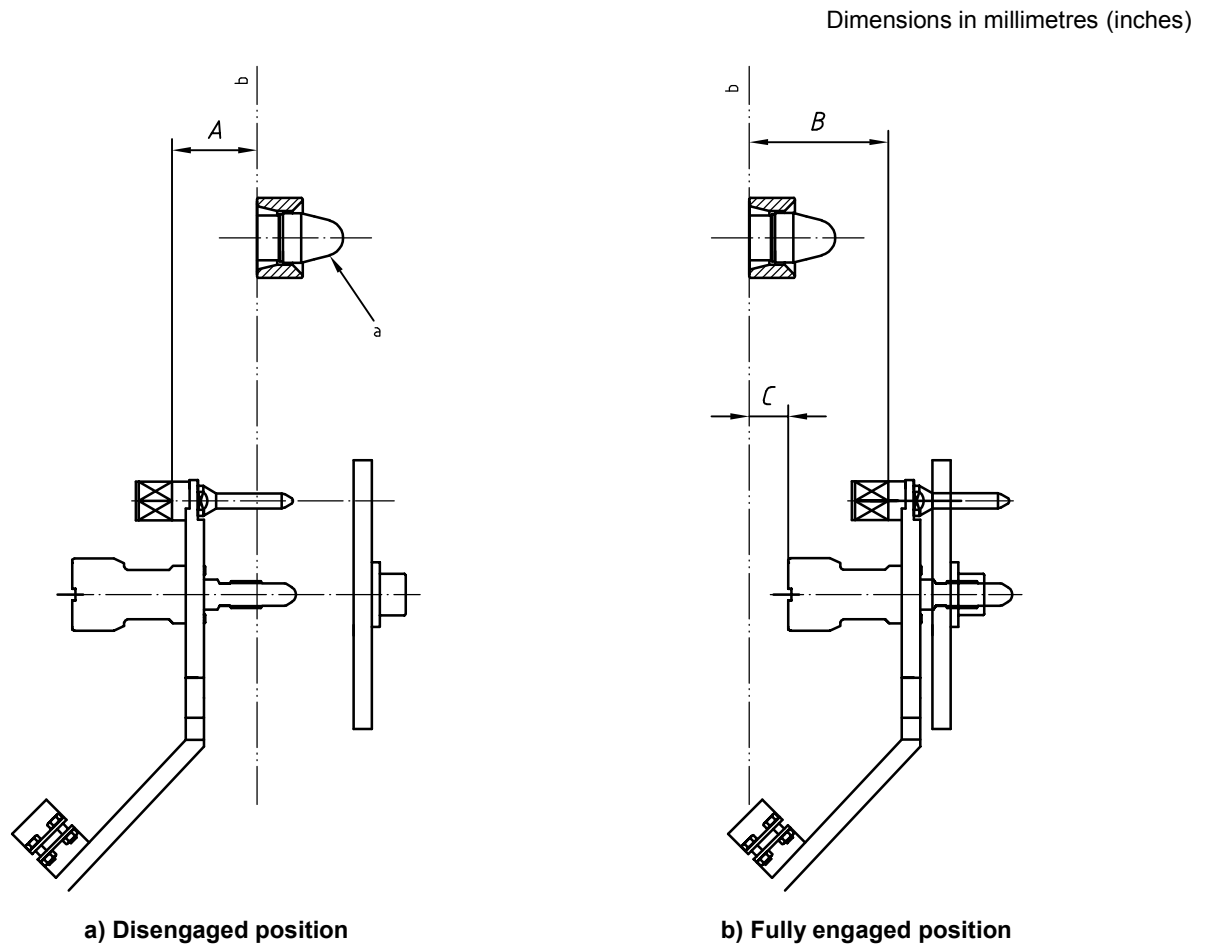 Dimensions in millimetres (inches)
b
A
a
b
B
C
a) Disengaged position
b) Fully engaged position